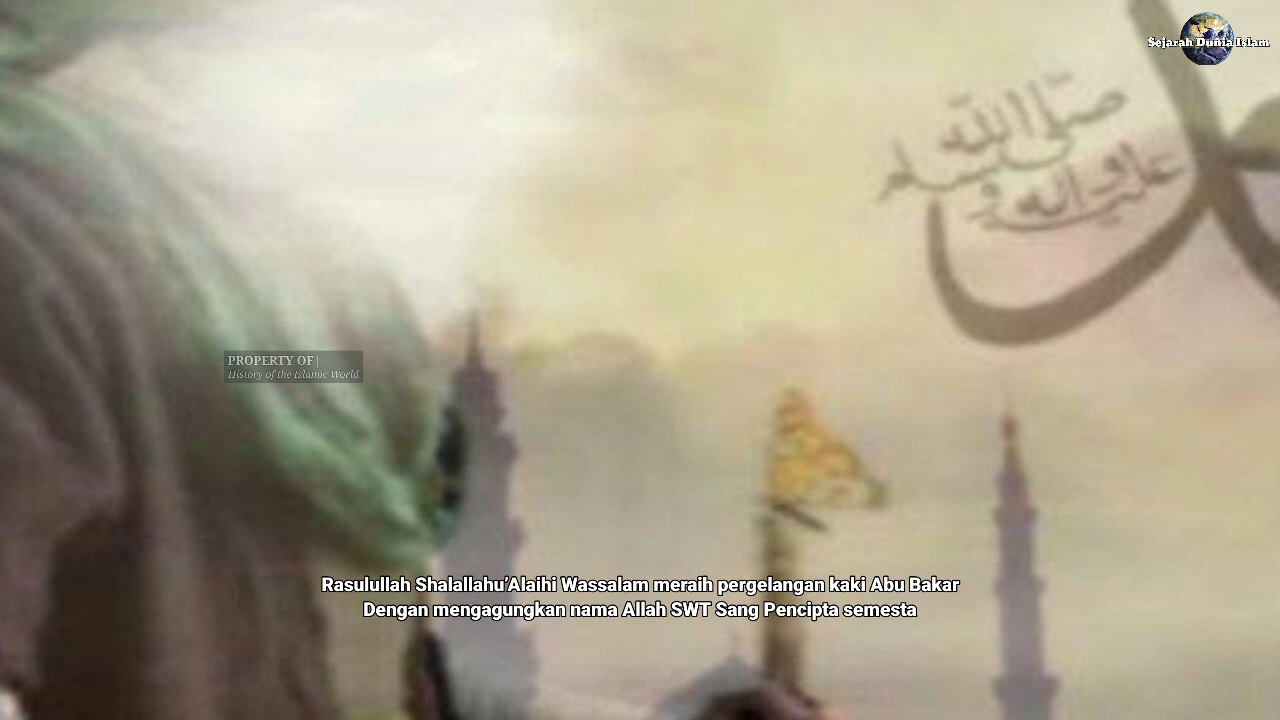 Sejarah Dunia Islam
صلى الله
عليه وآله وسلم
PROPERTY OF |
History of the Islamic World
Rasulullah Shalallahu'Alaihi Wassalam meraih pergelangan kaki Abu Bakar
Dengan mengagungkan nama Allah SWT Sang Pencipta semesta